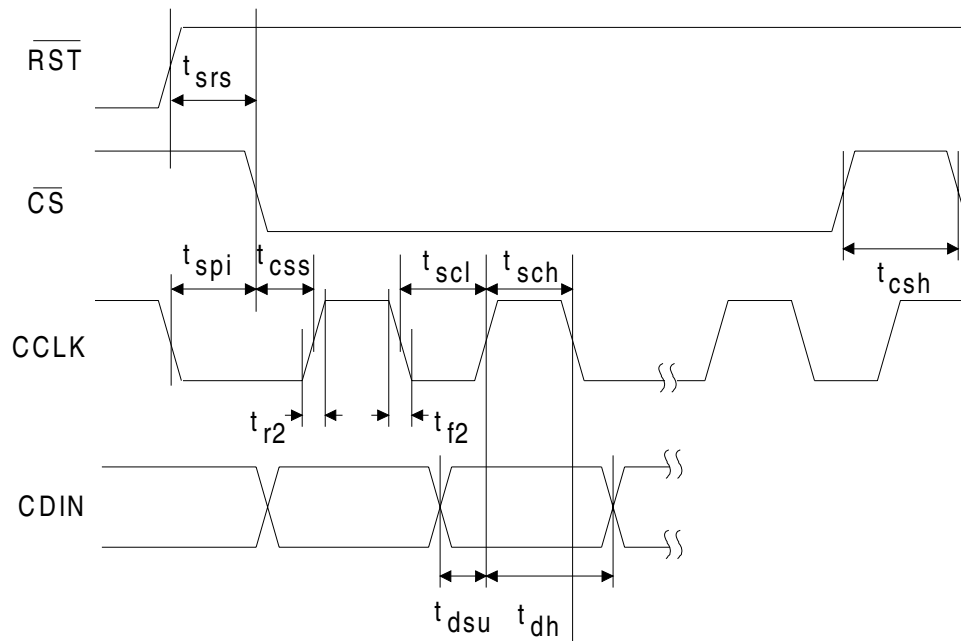 RST
t srs
CS
t spi
t css
t scl
t sch
t csh
CCLK
t r2
t f2
CDIN
t dsu
t dh